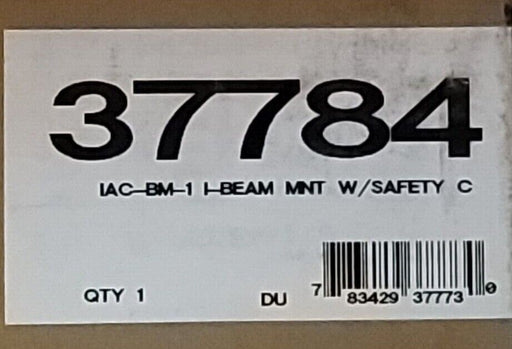 37784
IAC-BM-1 I-BEAM MNT W/SAFETY C
QTY 1
DU
7 83429 37773 0